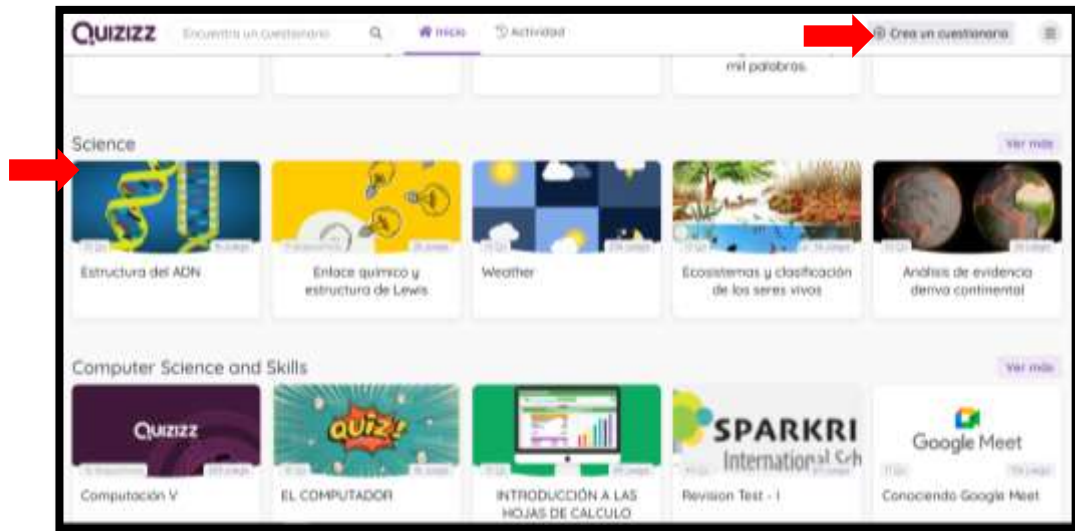 QUIZIZZ Encuentra un cuestionario Inicio Actividad Crea un cuestionario
mil palabras.
Science Ver más
Estructura del ADN
Enlace químico y
estructura de Lewis
Weather
Ecosistemas y clasificación
de los seres vivos
Análisis de evidencia
deriva continental
Computer Science and Skills Ver más
QUIZIZZ
QUIZ!
SPARKRI
International Sch
Google Meet
Computación V
EL COMPUTADOR
INTRODUCCIÓN A LAS
HOJAS DE CALCULO
Revision Test - I
Conociendo Google Meet